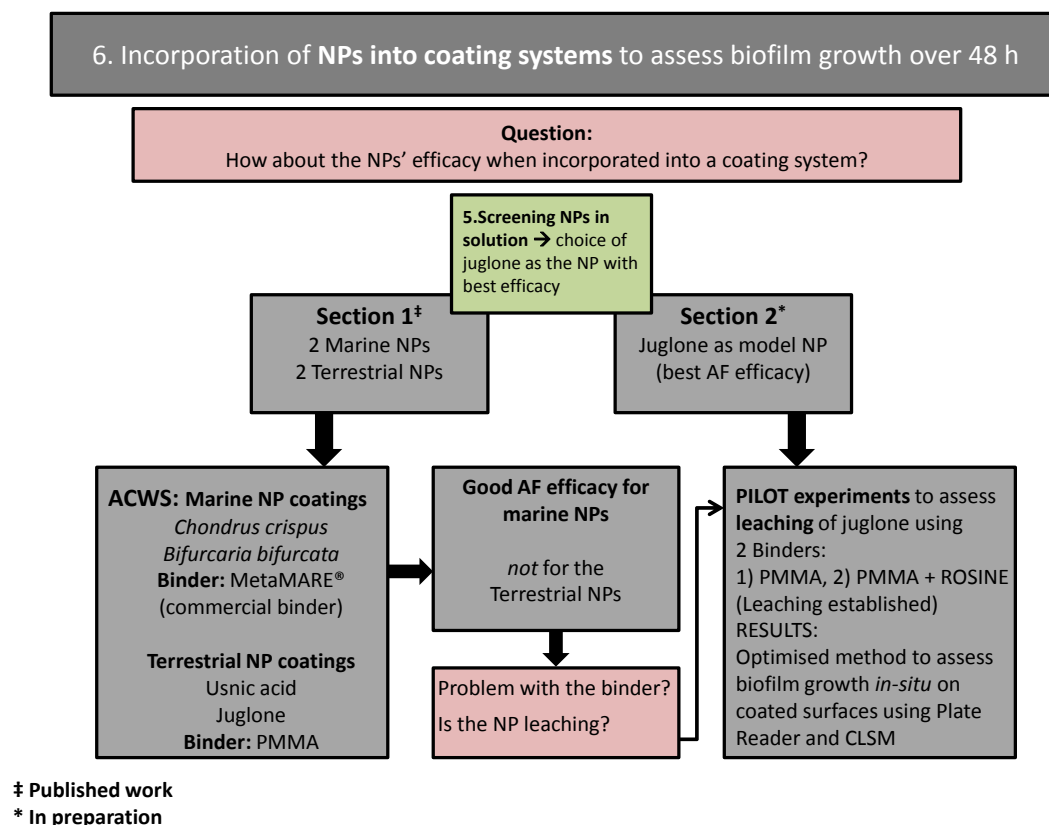 6. Incorporation of NPs into coating systems to assess biofilm growth over 48 h
Question:
How about the NPs' efficacy when incorporated into a coating system?
5.Screening NPs in
solution → choice of
juglone as the NP with
best efficacy
Section 1‡
2 Marine NPs
2 Terrestrial NPs
Section 2*
Juglone as model NP
(best AF efficacy)
ACWS: Marine NP coatings
Chondrus crispus
Bifurcaria bifurcata
Binder: MetaMARE®
(commercial binder)
Terrestrial NP coatings
Usnic acid
Juglone
Binder: PMMA
Good AF efficacy for
marine NPs
not for the
Terrestrial NPs
Problem with the binder?
Is the NP leaching?
PILOT experiments to assess
leaching of juglone using
2 Binders:
1) PMMA, 2) PMMA + ROSINE
(Leaching established)
RESULTS:
Optimised method to assess
biofilm growth in-situ on
coated surfaces using Plate
Reader and CLSM
‡ Published work
* In preparation